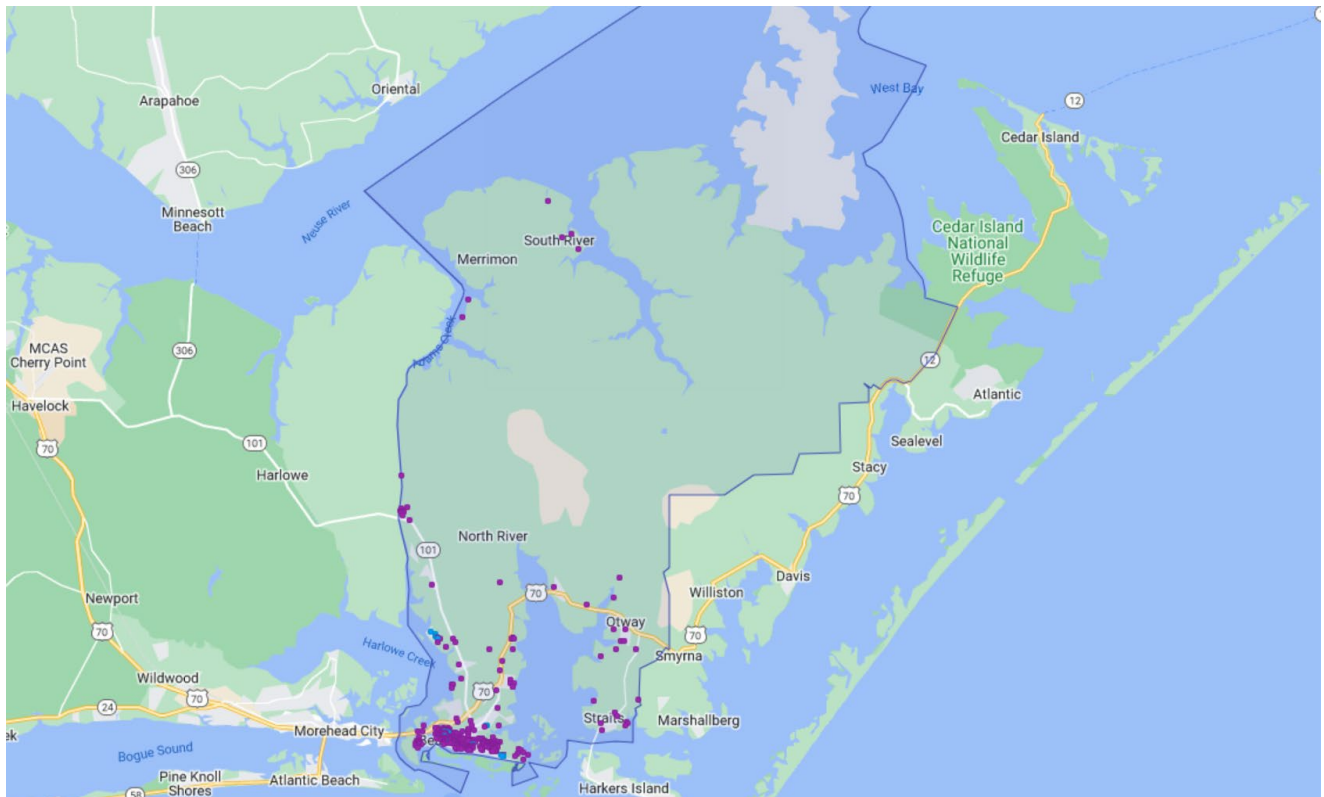 Oriental
Arapahoe
West Bay
12
Cedar Island
306
Minnesott
Beach
Neuse River
South River
Merrimon
Cedar Island
National
Wildlife
Refuge
MCAS
Cherry Point
306
Adams Creek
12
Atlantic
Havelock
70
101
Sealevel
Harlowe
Stacy
70
North River
101
Davis
70
Williston
Newport
70
Otway
70
Harlowe Creek
Smyrna
Wildwood
70
70
24
Straits
Marshallberg
Morehead City
Bogue Sound
Pine Knoll
Shores
Atlantic Beach
Harkers Island
58